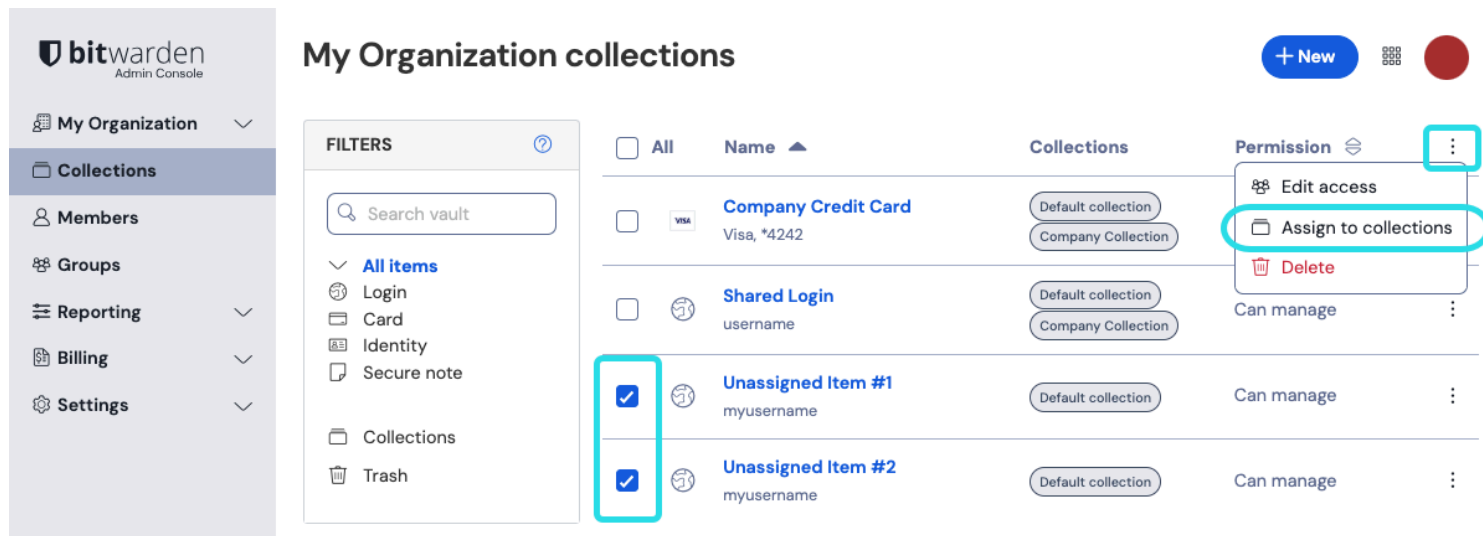 bitwarden
Admin Console
My Organization
Collections
Members
Groups
Reporting
Billing
Settings
My Organization collections
+ New
FILTERS
Search vault
All items
Login
Card
Identity
Secure note
Collections
Trash
All Name Collections Permission
Edit access
Assign to collections
Delete
VISA Company Credit Card Default collection
Visa, *4242 Company Collection
Shared Login Default collection Can manage
username Company Collection
Unassigned Item #1 Default collection Can manage
myusername
Unassigned Item #2 Default collection Can manage
myusername